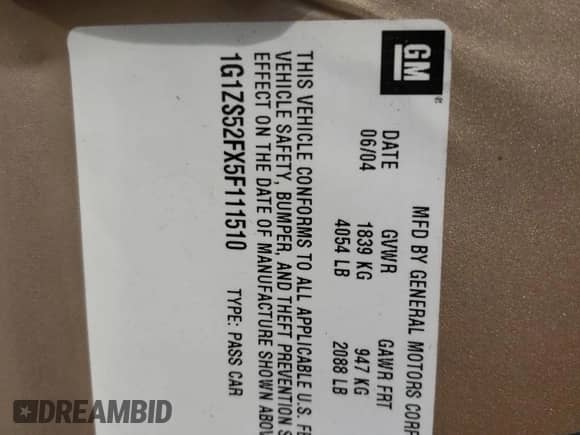 GM
MFD BY GENERAL MOTORS CORP
DATE GVWR GAWR FRT
06/04 1839 KG 947 KG
4054 LB 2088 LB
THIS VEHICLE CONFORMS TO ALL APPLICABLE U.S. FE
VEHICLE SAFETY, BUMPER, AND THEFT PREVENTION S
EFFECT ON THE DATE OF MANUFACTURE SHOWN ABOV
1G1ZS52FX5F111510 TYPE: PASS CAR
DREAMBID